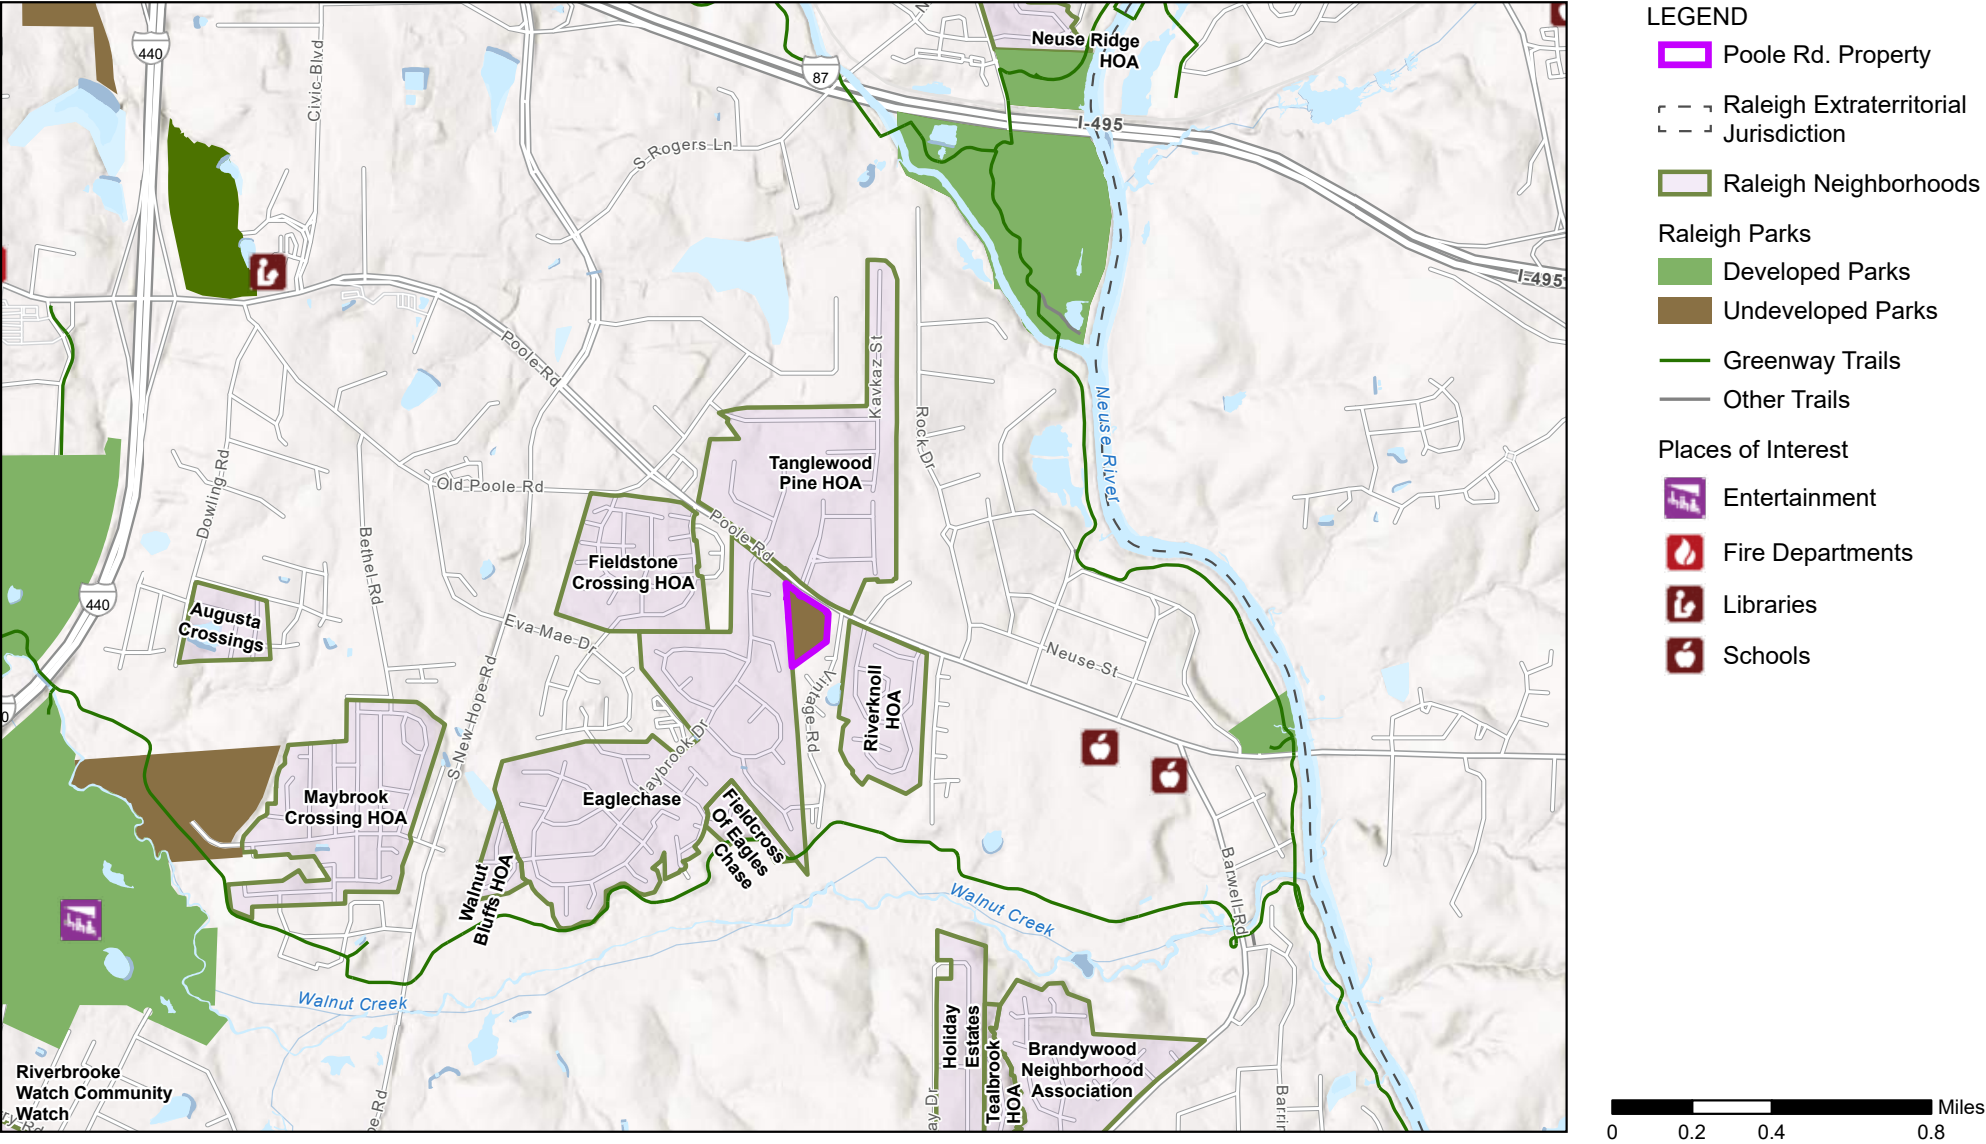 Neuse Ridge
HOA
440
87
Civic Blvd
S Rogers Ln
I-495
I-495
Poole Rd
Kavkaz St
Rock Dr
Neuse River
Tanglewood
Pine HOA
Old Poole Rd
Dowling Rd
Bethel Rd
Poole Rd
Fieldstone
Crossing HOA
440
Augusta
Crossings
Eva Mae Dr
Neuse St
S New Hope Rd
Vintage Rd
Riverknoll
HOA
Maybrook Dr
Maybrook
Crossing HOA
Eaglechase
Fieldcross
Of Eagles
Chase
Walnut
Bluffs HOA
Barwell Rd
Walnut Creek
Walnut Creek
Holiday
Estates
Tealbrook
HOA
Brandywood
Neighborhood
Association
Riverbrooke
Watch Community
Watch
LEGEND
Poole Rd. Property
Raleigh Extraterritorial
Jurisdiction
Raleigh Neighborhoods
Raleigh Parks
Developed Parks
Undeveloped Parks
Greenway Trails
Other Trails
Places of Interest
Entertainment
Fire Departments
Libraries
Schools
Miles
0 0.2 0.4 0.8